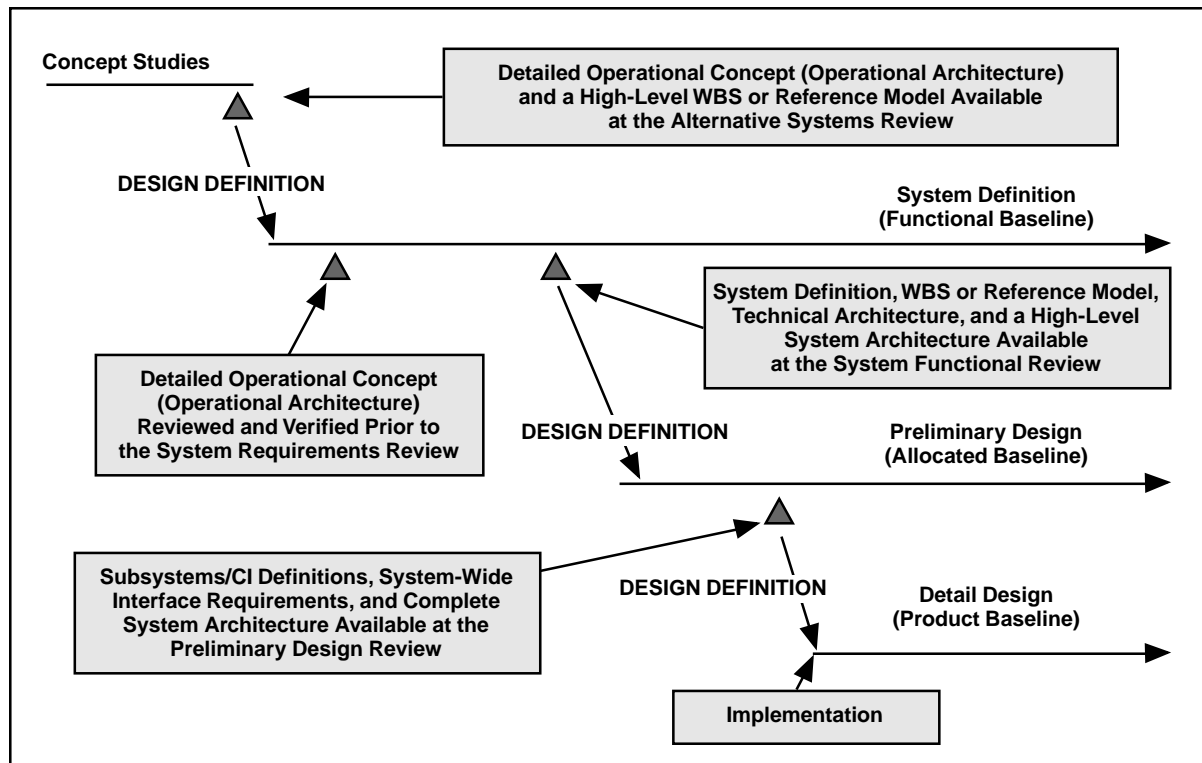 Concept Studies
Detailed Operational Concept (Operational Architecture)
and a High-Level WBS or Reference Model Available
at the Alternative Systems Review
DESIGN DEFINITION
System Definition
(Functional Baseline)
System Definition, WBS or Reference Model,
Technical Architecture, and a High-Level
System Architecture Available
at the System Functional Review
Detailed Operational Concept
(Operational Architecture)
Reviewed and Verified Prior to
the System Requirements Review
DESIGN DEFINITION
Preliminary Design
(Allocated Baseline)
Subsystems/CI Definitions, System-Wide
Interface Requirements, and Complete
System Architecture Available at the
Preliminary Design Review
DESIGN DEFINITION
Detail Design
(Product Baseline)
Implementation